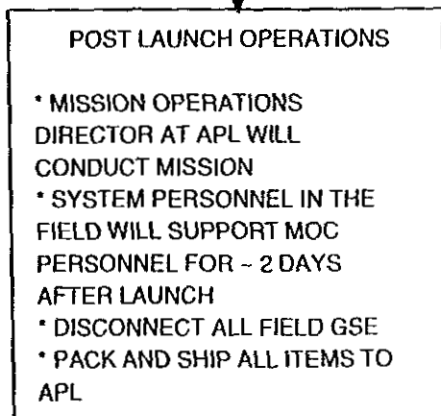 POST LAUNCH OPERATIONS
* MISSION OPERATIONS
DIRECTOR AT APL WILL
CONDUCT MISSION
* SYSTEM PERSONNEL IN THE
FIELD WILL SUPPORT MOC
PERSONNEL FOR ~ 2 DAYS
AFTER LAUNCH
* DISCONNECT ALL FIELD GSE
* PACK AND SHIP ALL ITEMS TO
APL